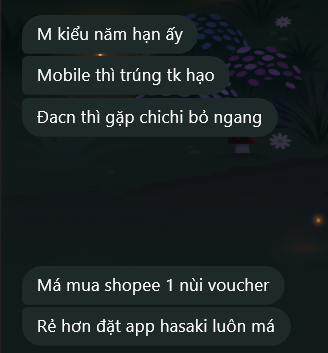 M kiểu năm hạn ấy
Mobile thì trúng tk hạo
Đacn thì gặp chichi bỏ ngang
Má mua shopee 1 nùi voucher
Rẻ hơn đặt app hasaki luôn má